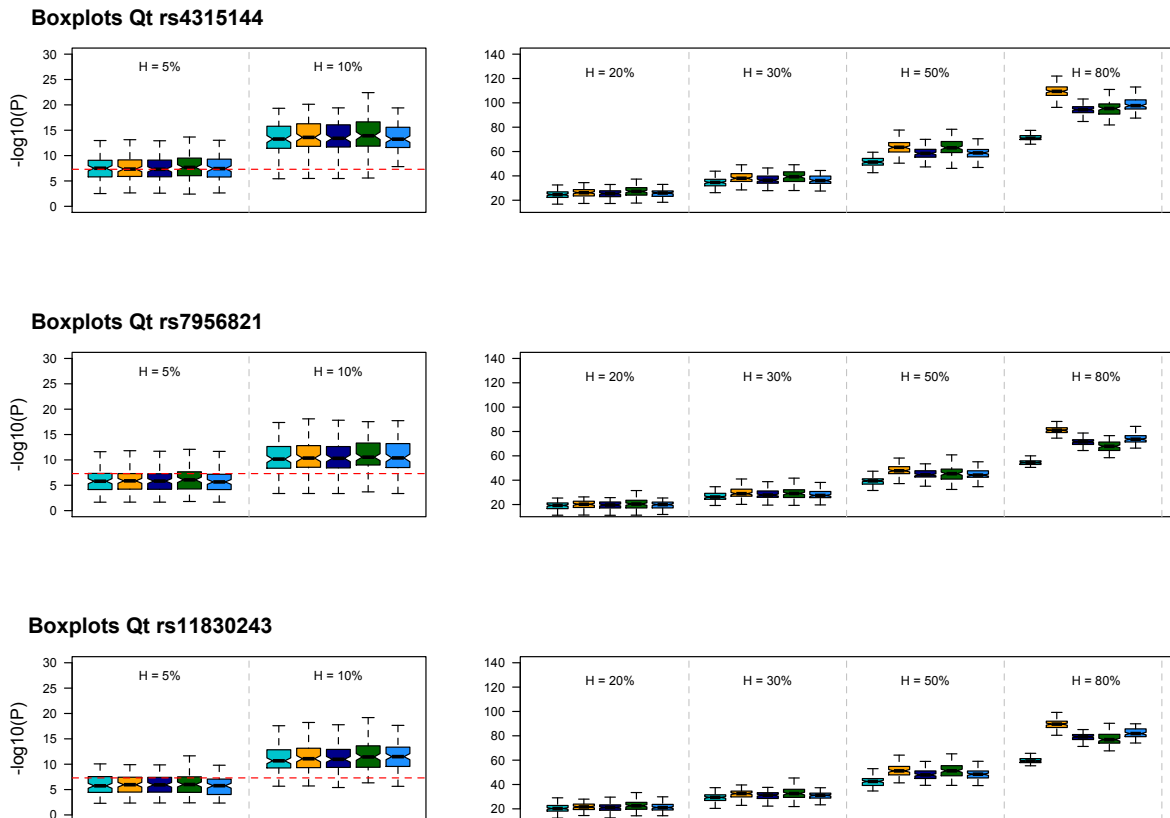 Boxplots Qt rs4315144
-log10(P)
30
25
20
15
10
5
0
H = 5%
H = 10%
140
120
100
80
60
40
20
H = 20%
H = 30%
H = 50%
H = 80%
Boxplots Qt rs7956821
-log10(P)
30
25
20
15
10
5
0
H = 5%
H = 10%
140
120
100
80
60
40
20
H = 20%
H = 30%
H = 50%
H = 80%
Boxplots Qt rs11830243
-log10(P)
30
25
20
15
10
5
0
H = 5%
H = 10%
140
120
100
80
60
40
20
H = 20%
H = 30%
H = 50%
H = 80%